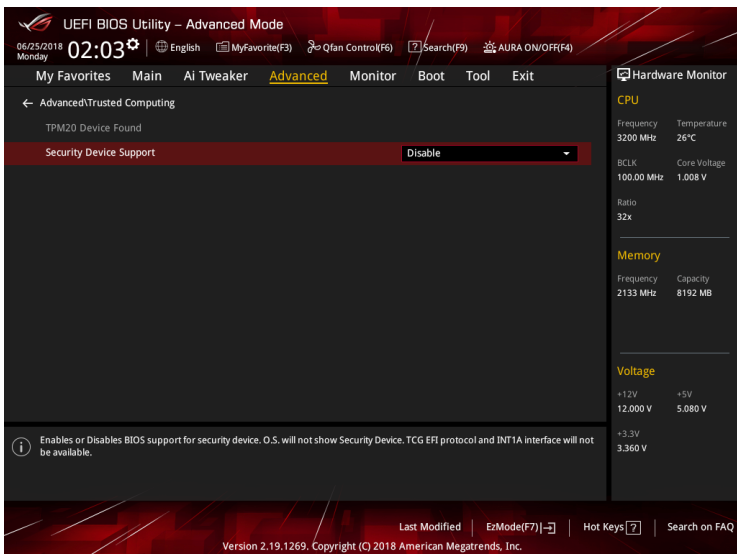 UEFI BIOS Utility – Advanced Mode
06/25/2018 Monday 02:03 English MyFavorite(F3) Qfan Control(F6) ? Search(F9) AURA ON/OFF(F4)
My Favorites Main Ai Tweaker Advanced Monitor Boot Tool Exit
← Advanced\Trusted Computing
TPM20 Device Found
Security Device Support Disable
Enables or Disables BIOS support for security device. O.S. will not show Security Device. TCG EFI protocol and INT1A interface will not
be available.
Hardware Monitor
CPU
Frequency Temperature
3200 MHz 26°C
BCLK Core Voltage
100.00 MHz 1.008 V
Ratio
32x
Memory
Frequency Capacity
2133 MHz 8192 MB
Voltage
+12V +5V
12.000 V 5.080 V
+3.3V
3.360 V
Last Modified EzMode(F7) Hot Keys ? Search on FAQ
Version 2.19.1269. Copyright (C) 2018 American Megatrends, Inc.